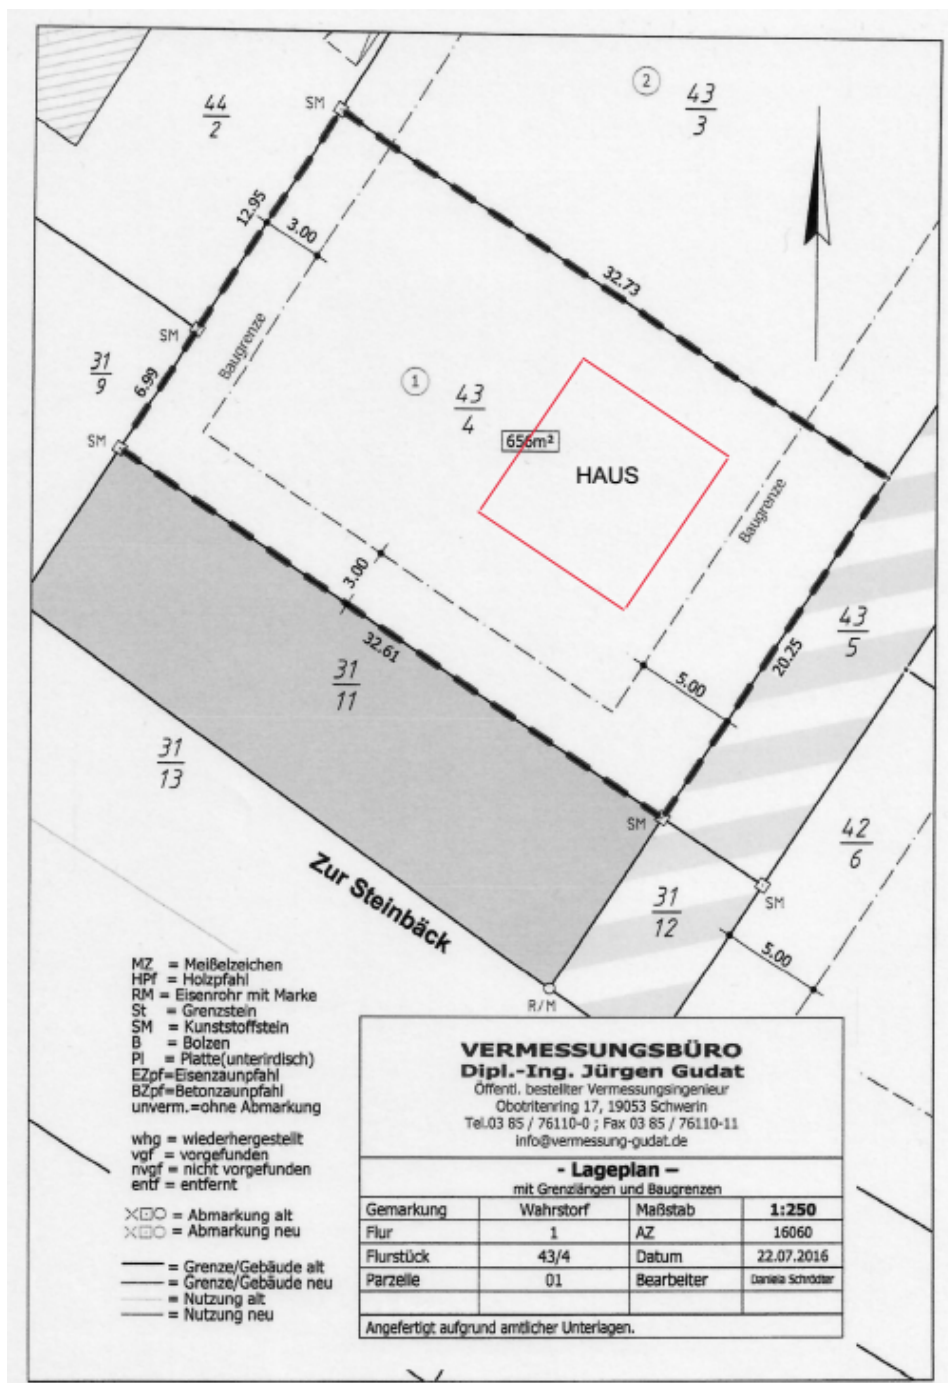 2
43
3
44
2
SM
12.95
3.00
32.73
SM
Baugrenze
31
9
6.99
1
43
4
SM
656m²
HAUS
Baugrenze
3.00
43
5
32.61
31
11
5.00
20.25
31
13
SM
42
6
Zur Steinbäck
31
12
SM
5.00
R/M
MZ = Meißelzeichen
HPf = Holzpfahl
RM = Eisenrohr mit Marke
St = Grenzstein
SM = Kunststoffstein
B = Bolzen
Pl = Platte(unterirdisch)
EZpf=Eisenzaunpfahl
BZpf=Betonzaunpfahl
unverm.=ohne Abmarkung
whg = wiederhergestellt
vgf = vorgefunden
nvgf = nicht vorgefunden
entf = entfernt
= Abmarkung alt
= Abmarkung neu
= Grenze/Gebäude alt
= Grenze/Gebäude neu
= Nutzung alt
= Nutzung neu
VERMESSUNGSBÜRO
Dipl.-Ing. Jürgen Gudat
Öffentl. bestellter Vermessungsingenieur
Obotritenring 17, 19053 Schwerin
Tel.03 85 / 76110-0 ; Fax 03 85 / 76110-11
info@vermessung-gudat.de
- Lageplan –
mit Grenzlängen und Baugrenzen
Gemarkung Wahrstorf Maßstab 1:250
Flur 1 AZ 16060
Flurstück 43/4 Datum 22.07.2016
Parzelle 01 Bearbeiter Daniela Schrödter
Angefertigt aufgrund amtlicher Unterlagen.